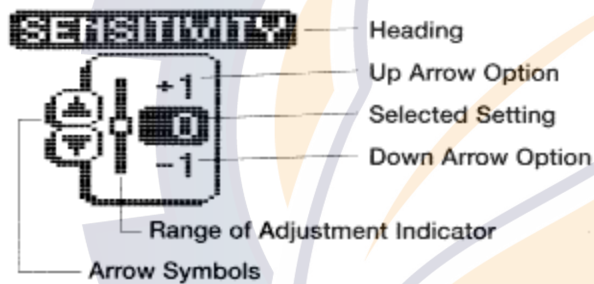 SENSITIVITY
Heading
+1
Up Arrow Option
0
Selected Setting
-1
Down Arrow Option
Range of Adjustment Indicator
Arrow Symbols